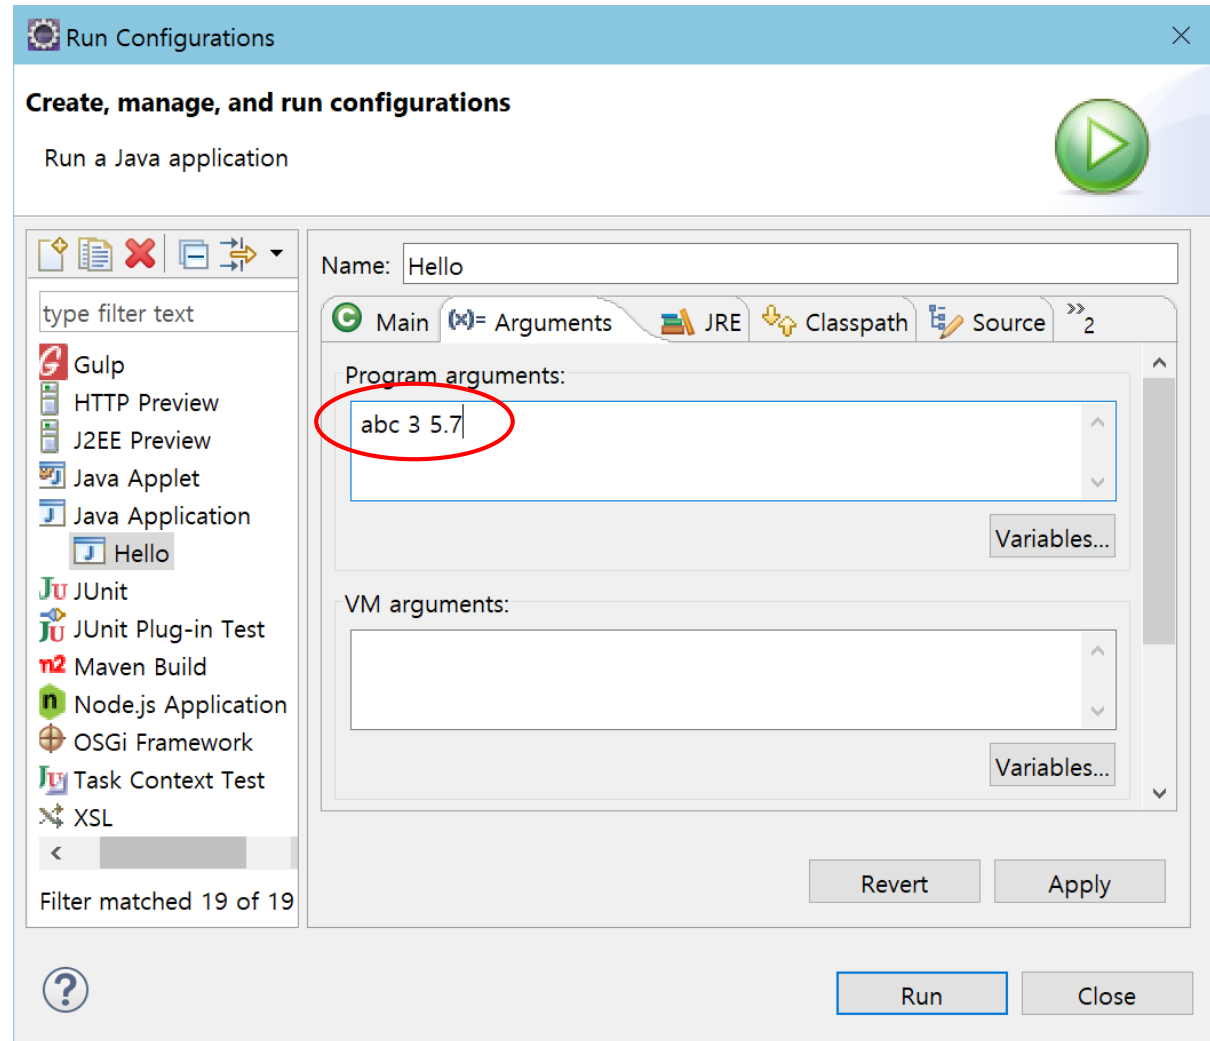 Run Configurations
Create, manage, and run configurations
Run a Java application
type filter text
Gulp
HTTP Preview
J2EE Preview
Java Applet
Java Application
Hello
JUnit
JUnit Plug-in Test
Maven Build
Node.js Application
OSGi Framework
Task Context Test
XSL
Filter matched 19 of 19
Name: Hello
Main (x)= Arguments JRE Classpath Source »2
Program arguments:
abc 3 5.7
Variables...
VM arguments:
Variables...
Revert Apply
Run Close